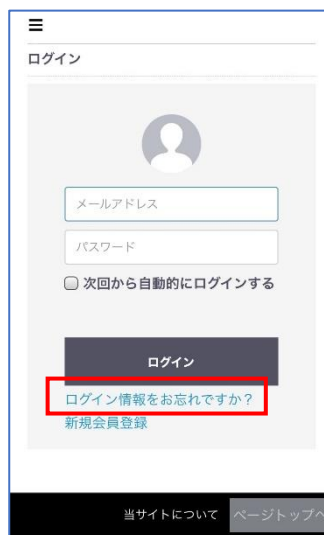 ログイン
メールアドレス
パスワード
次回から自動的にログインする
ログイン
ログイン情報をお忘れですか?
新規会員登録
当サイトについて
ページトップへ